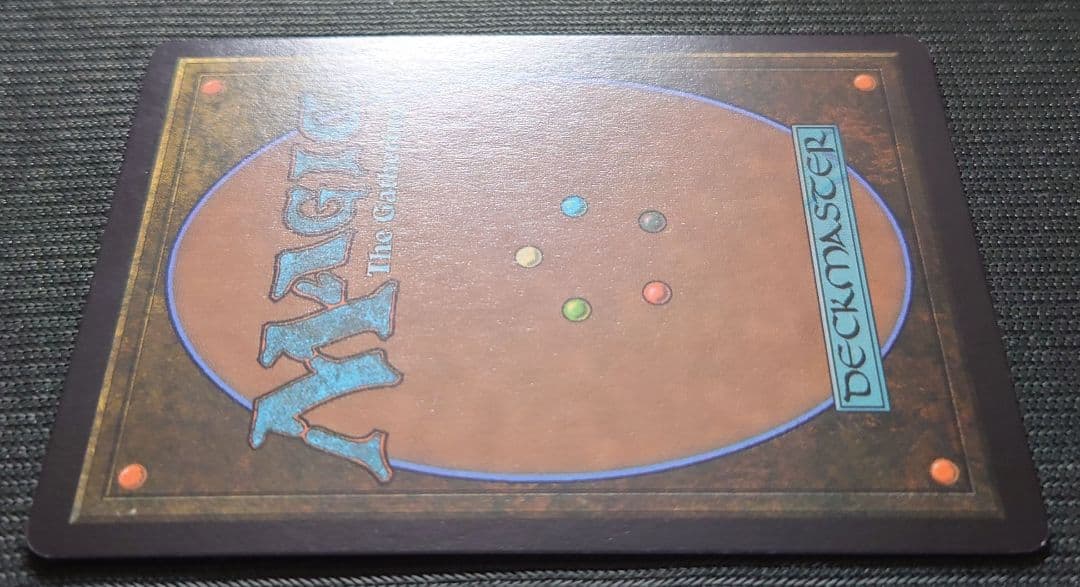 MAGIC
The Gathering
DECKMASTER